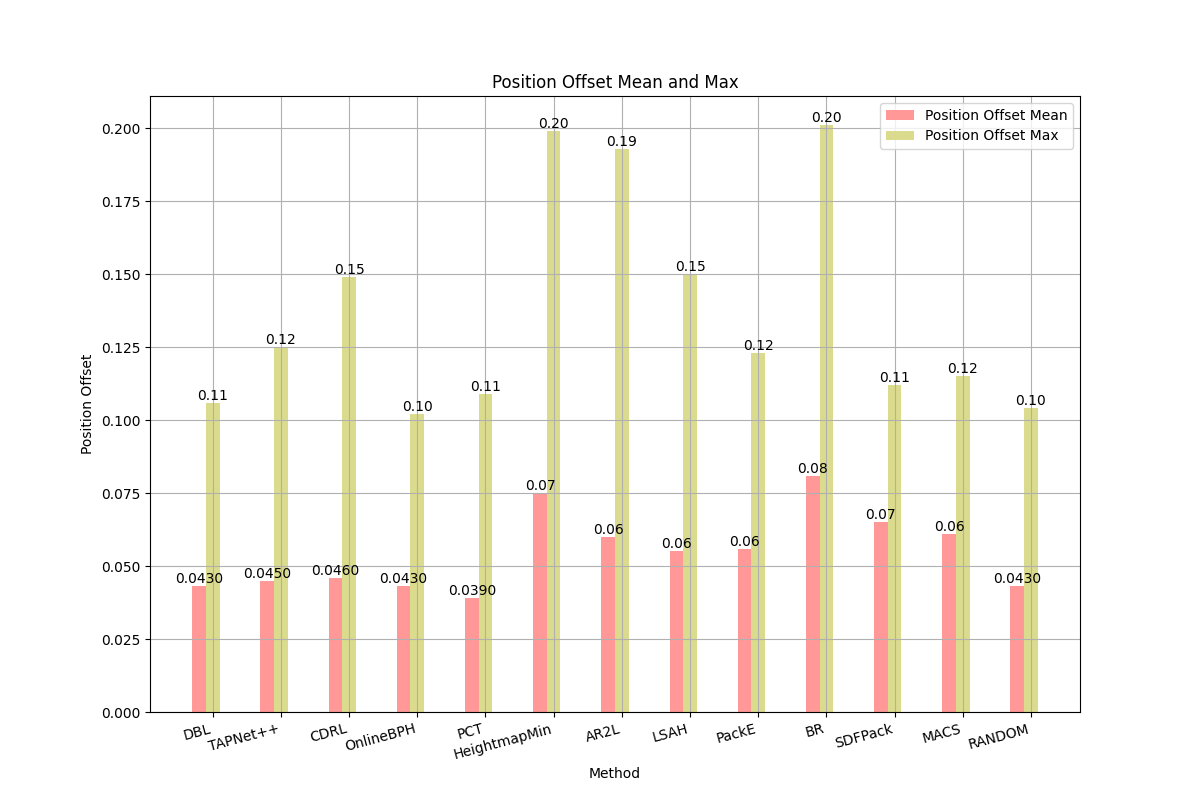 Position Offset Mean and Max
Position Offset Mean
Position Offset Max
Position Offset
0.200
0.175
0.150
0.125
0.100
0.075
0.050
0.025
0.000
0.0430
0.11
0.0450
0.12
0.0460
0.15
0.0430
0.10
0.0390
0.11
0.07
0.20
0.06
0.19
0.06
0.15
0.06
0.12
0.08
0.20
0.07
0.11
0.06
0.12
0.0430
0.10
DBL
TAPNet++
CDRL
OnlineBPH
PCT
HeightmapMin
AR2L
LSAH
PackE
BR
SDFPack
MACS
RANDOM
Method